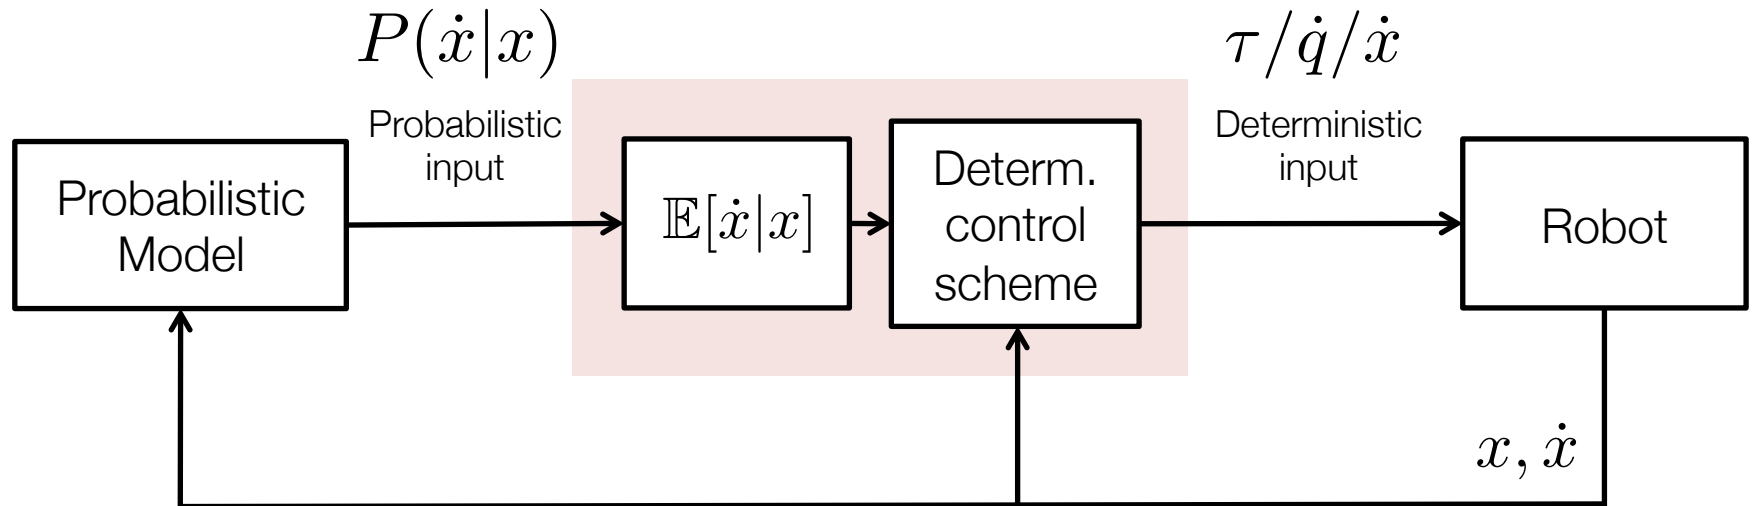 P(ẋ|x)
τ/q̇/ẋ
Probabilistic
input
Deterministic
input
Probabilistic
Model
𝔼[ẋ|x]
Determ.
control
scheme
Robot
x, ẋ